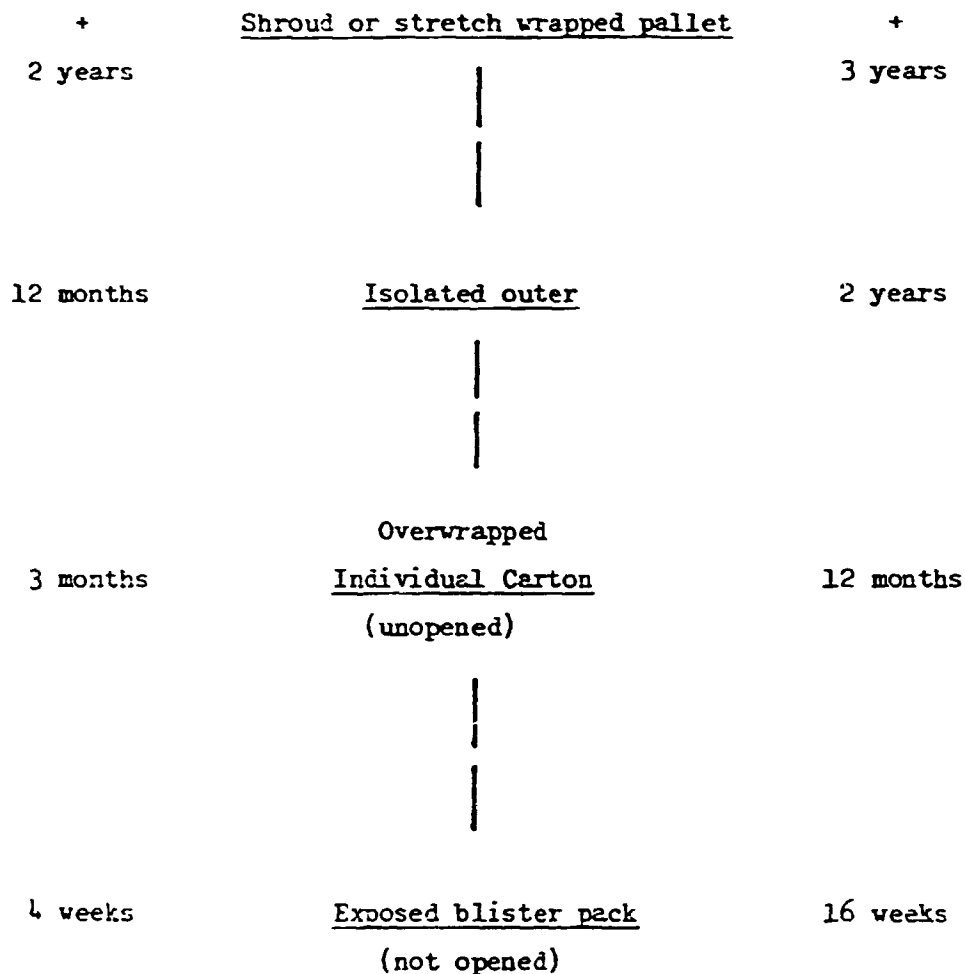 + Shroud or stretch wrapped pallet +
2 years 3 years
12 months Isolated outer 2 years
Overwrapped
3 months Individual Carton 12 months
(unopened)
4 weeks Exposed blister pack 16 weeks
(not opened)